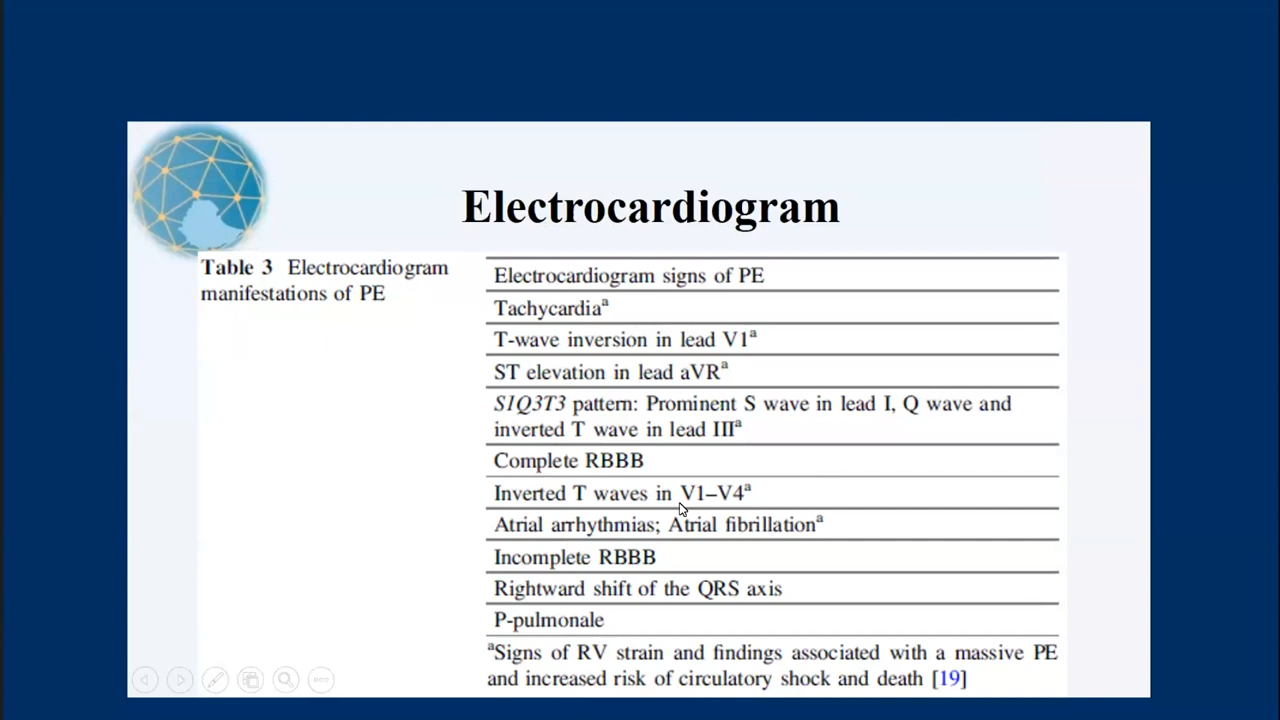 Electrocardiogram
Table 3 Electrocardiogram
manifestations of PE
Electrocardiogram signs of PE
Tachycardiaᵃ
T-wave inversion in lead V1ᵃ
ST elevation in lead aVRᵃ
S1Q3T3 pattern: Prominent S wave in lead I, Q wave and
inverted T wave in lead IIIᵃ
Complete RBBB
Inverted T waves in V1–V4ᵃ
Atrial arrhythmias; Atrial fibrillationᵃ
Incomplete RBBB
Rightward shift of the QRS axis
P-pulmonale
ᵃSigns of RV strain and findings associated with a massive PE
and increased risk of circulatory shock and death [19]